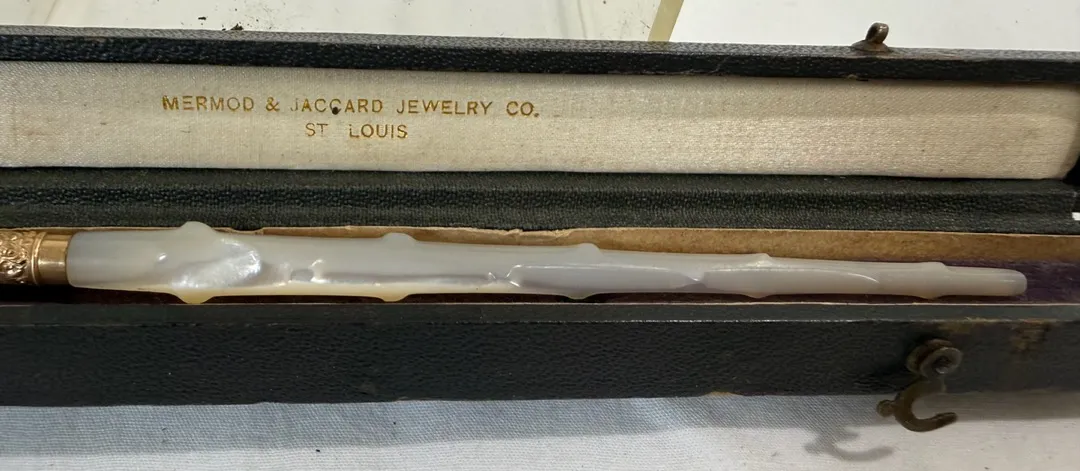 MERMOD & JACCARD JEWELRY CO.
ST LOUIS